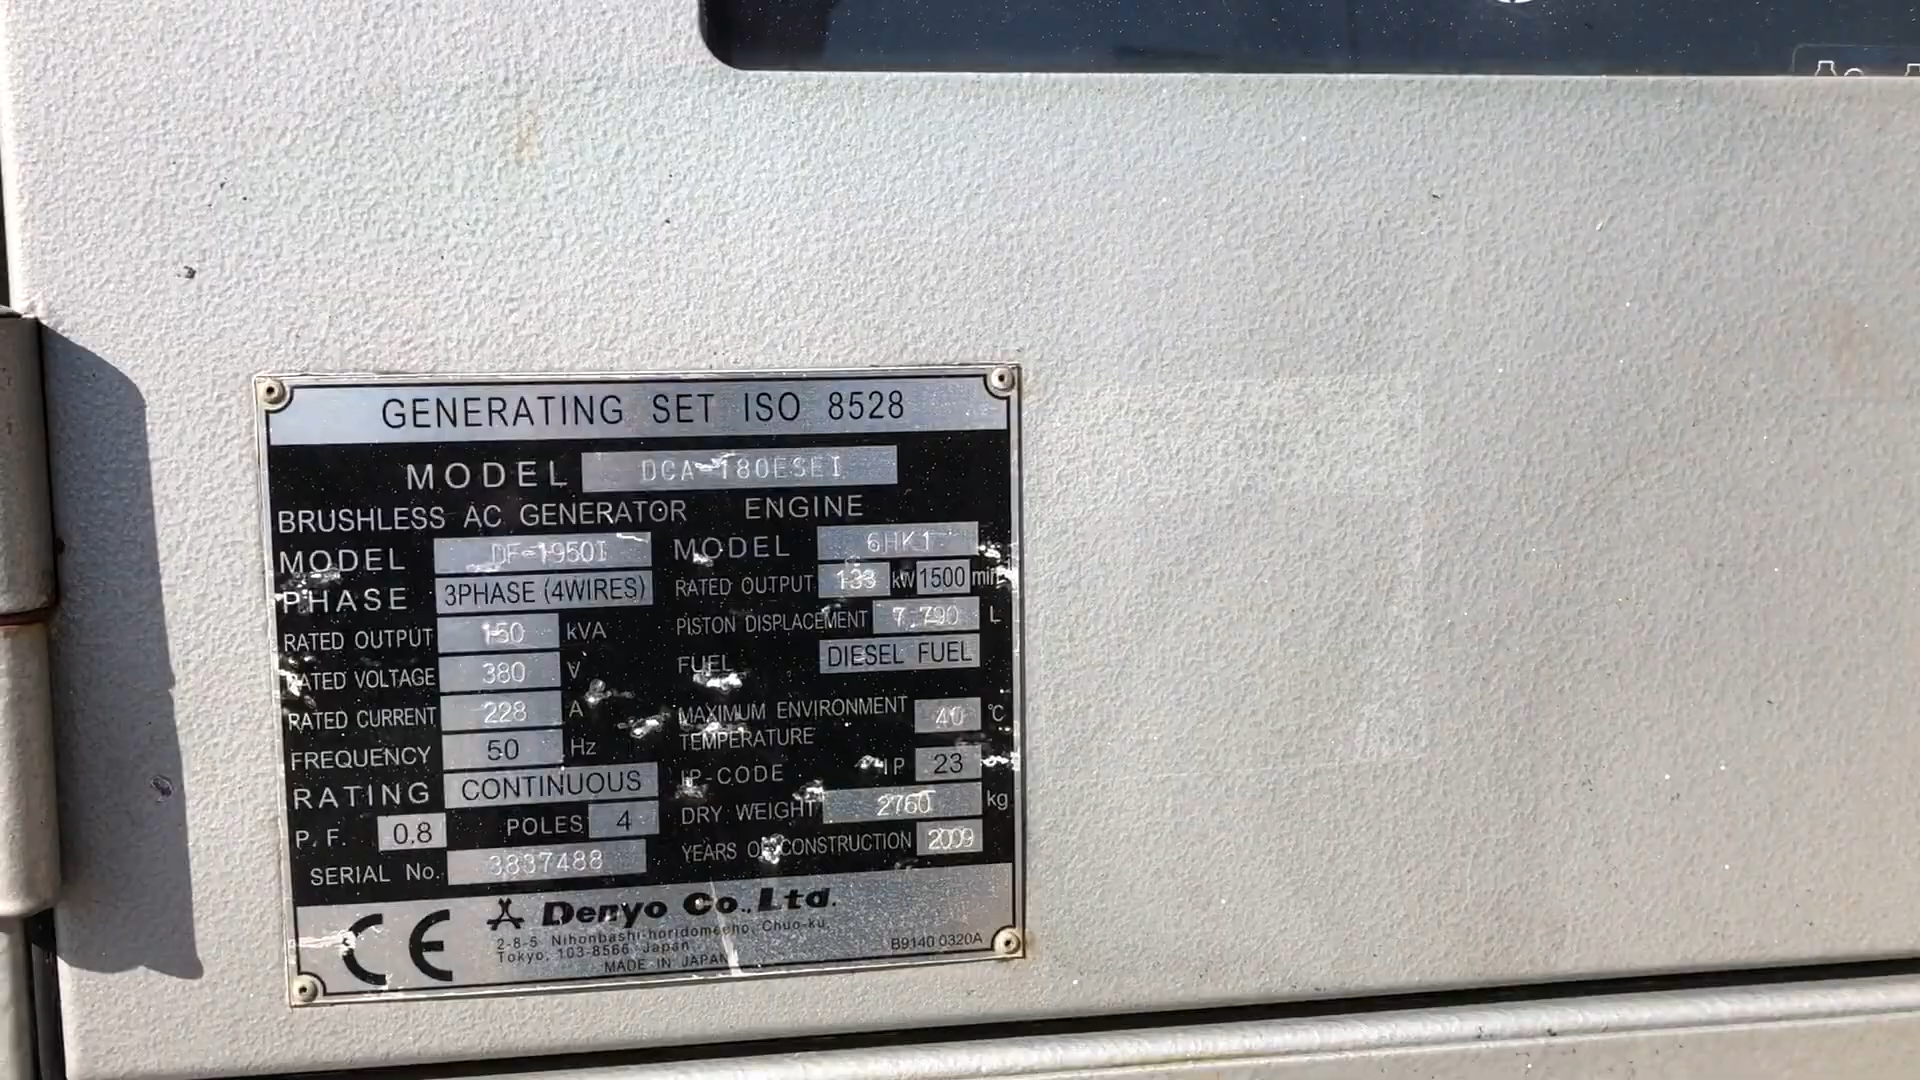 GENERATING SET ISO 8528
MODEL DCA-180ESEI
BRUSHLESS AC GENERATOR
MODEL DF-1950I
PHASE 3PHASE (4WIRES)
RATED OUTPUT 150 kVA
RATED VOLTAGE 380 V
RATED CURRENT 228 A
FREQUENCY 50 Hz
RATING CONTINUOUS
P.F. 0.8 POLES 4
SERIAL No. 3837488
ENGINE
MODEL 6HK1
RATED OUTPUT 133 kW 1500 min
PISTON DISPLACEMENT 7.790 L
FUEL DIESEL FUEL
MAXIMUM ENVIRONMENT
TEMPERATURE 40 ℃
IP-CODE IP 23
DRY WEIGHT 2760 kg
YEARS OF CONSTRUCTION 2009
CE
Denyo Co., Ltd.
2-8-5 Nihonbashi-horidomecho, Chuo-ku,
Tokyo, 103-8566 Japan
MADE IN JAPAN
B9140 0320A